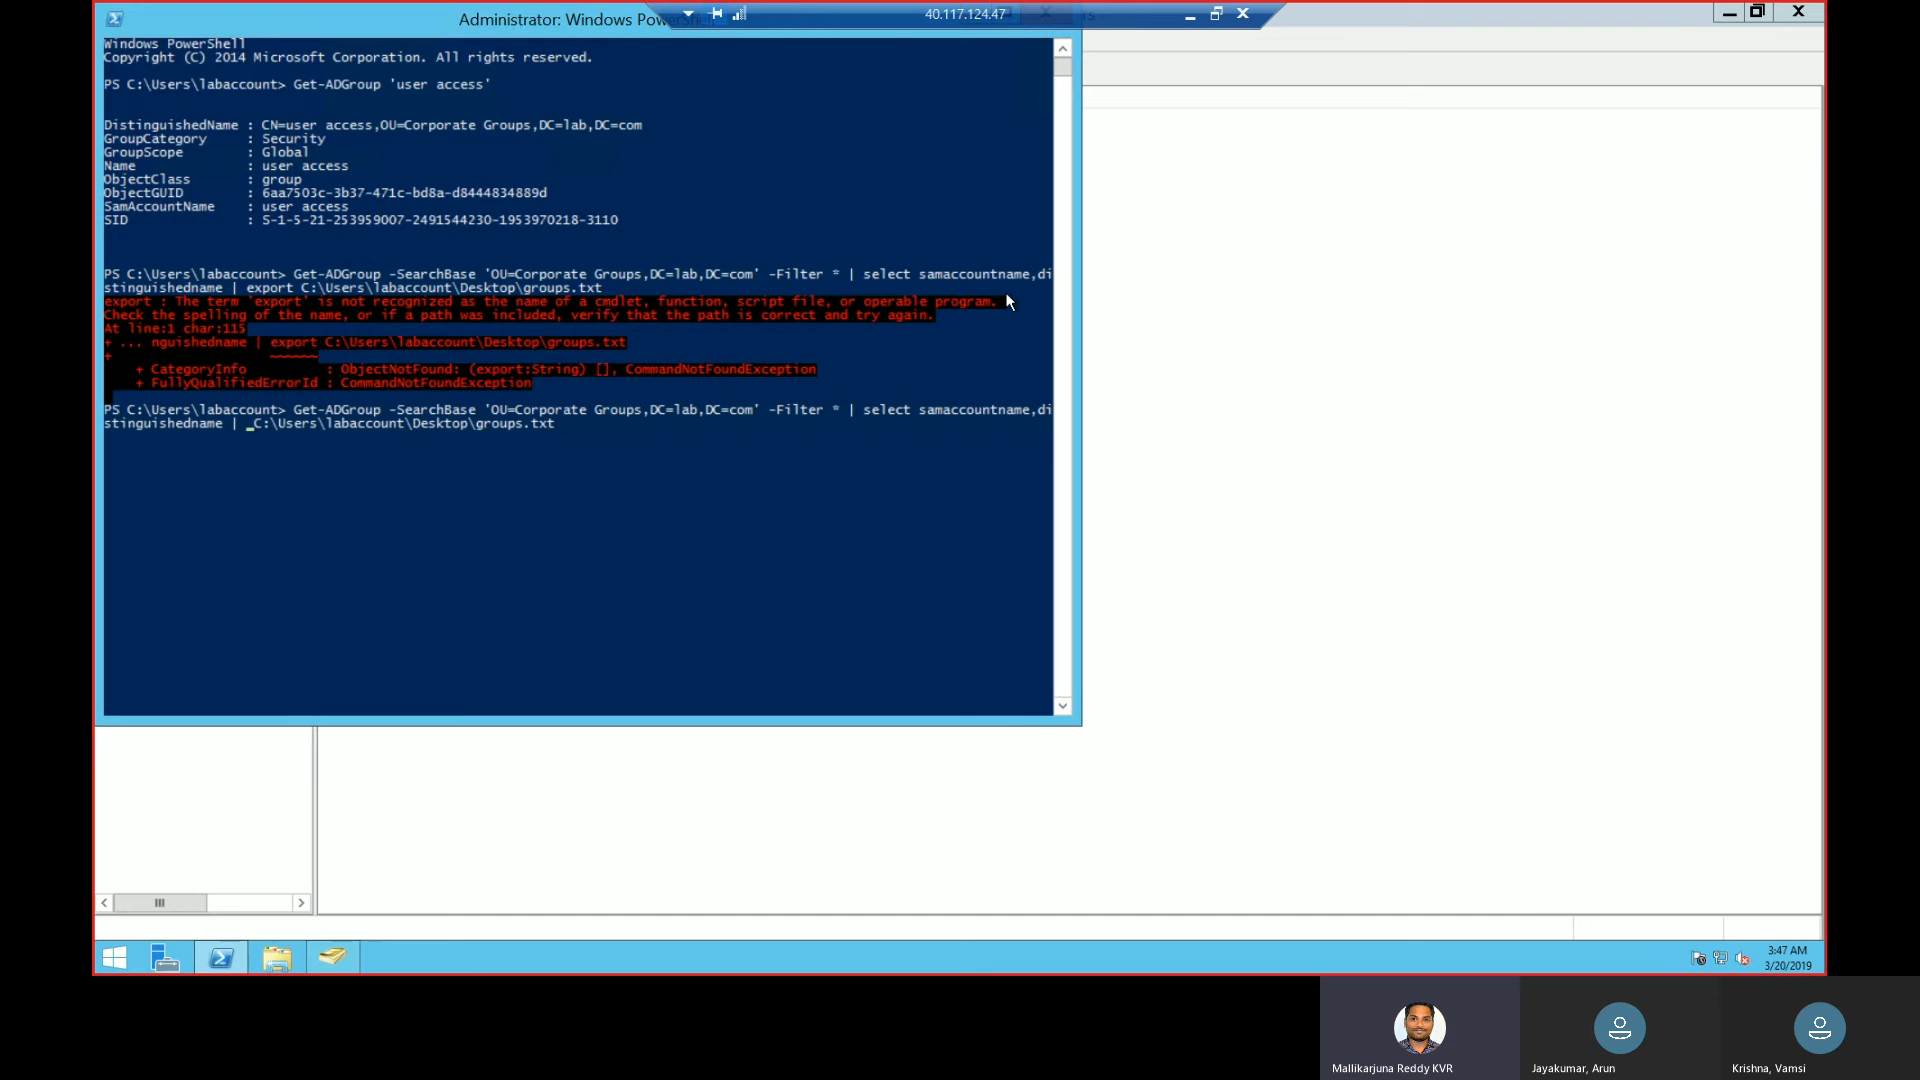 Administrator: Windows PowerShe
40.117.124.47
Windows PowerShell
Copyright (C) 2014 Microsoft Corporation. All rights reserved.
PS C:\Users\labaccount> Get-ADGroup 'user access'
DistinguishedName : CN=user access,OU=Corporate Groups,DC=lab,DC=com
GroupCategory : Security
GroupScope : Global
Name : user access
ObjectClass : group
ObjectGUID : 6aa7503c-3b37-471c-bd8a-d8444834889d
SamAccountName : user access
SID : S-1-5-21-253959007-2491544230-1953970218-3110
PS C:\Users\labaccount> Get-ADGroup -SearchBase 'OU=Corporate Groups,DC=lab,DC=com' -Filter * | select samaccountname,di
stinguishedname | export C:\Users\labaccount\Desktop\groups.txt
export : The term 'export' is not recognized as the name of a cmdlet, function, script file, or operable program.
Check the spelling of the name, or if a path was included, verify that the path is correct and try again.
At line:1 char:115
+ ... nguishedname | export C:\Users\labaccount\Desktop\groups.txt
+ ~~~~~~
+ CategoryInfo : ObjectNotFound: (export:String) [], CommandNotFoundException
+ FullyQualifiedErrorId : CommandNotFoundException
PS C:\Users\labaccount> Get-ADGroup -SearchBase 'OU=Corporate Groups,DC=lab,DC=com' -Filter * | select samaccountname,di
stinguishedname | _C:\Users\labaccount\Desktop\groups.txt
3:47 AM
3/20/2019
Mallikarjuna Reddy KVR
Jayakumar, Arun
Krishna, Vamsi